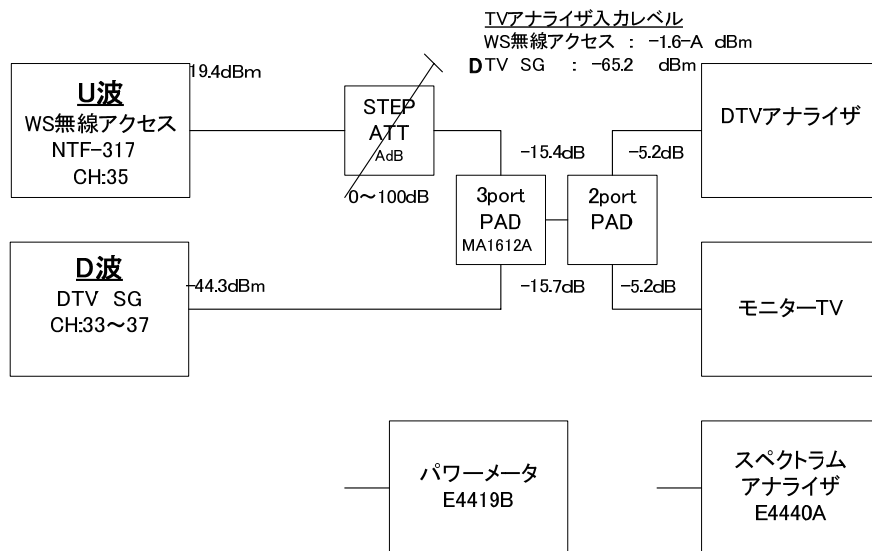 TVアナライザ入力レベル
WS無線アクセス : -1.6-A dBm
DTV SG : -65.2 dBm
U波
WS無線アクセス
NTF-317
CH:35
19.4dBm
STEP
ATT
AdB
0～100dB
-15.4dB
-5.2dB
DTVアナライザ
3port
PAD
MA1612A
2port
PAD
D波
DTV SG
CH:33～37
-44.3dBm
-15.7dB
-5.2dB
モニターTV
パワーメータ
E4419B
スペクトラム
アナライザ
E4440A